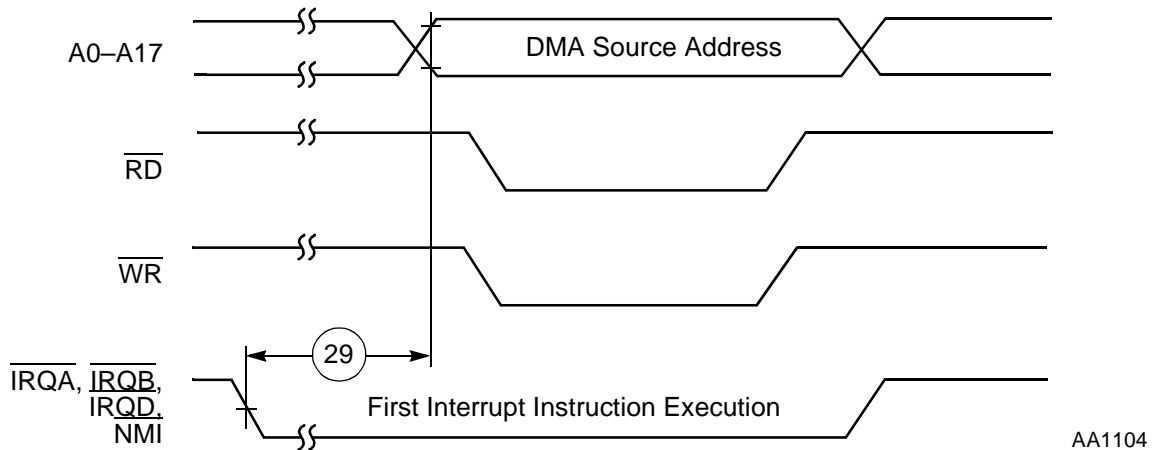 A0–A17
DMA Source Address
RD
WR
29
IRQA, IRQB,
IRQD,
NMI
First Interrupt Instruction Execution
AA1104